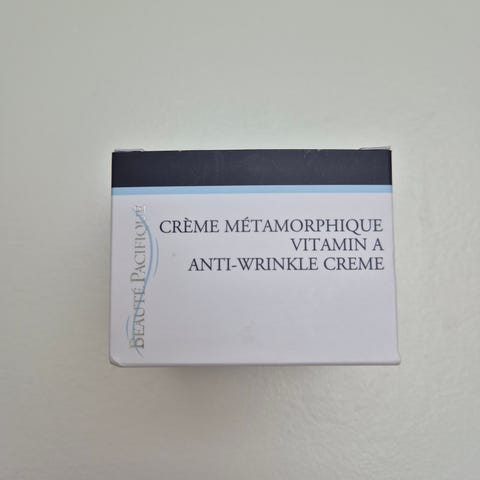 CRÈME MÉTAMORPHIQUE
VITAMIN A
ANTI-WRINKLE CREME
BEAUTÉ PACIFIQUE